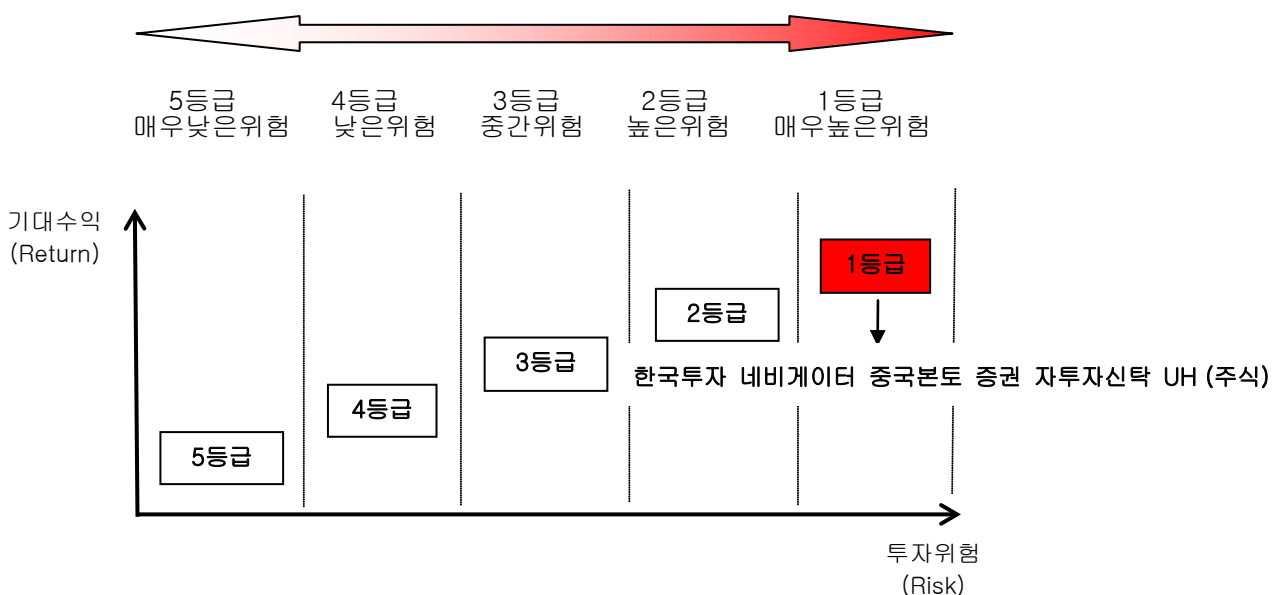 5등급 4등급 3등급 2등급 1등급
매우낮은위험 낮은위험 중간위험 높은위험 매우높은위험
기대수익
(Return)
1등급
2등급
3등급
한국투자 네비게이터 중국본토 증권 자투자신탁 UH (주식)
4등급
5등급
투자위험
(Risk)